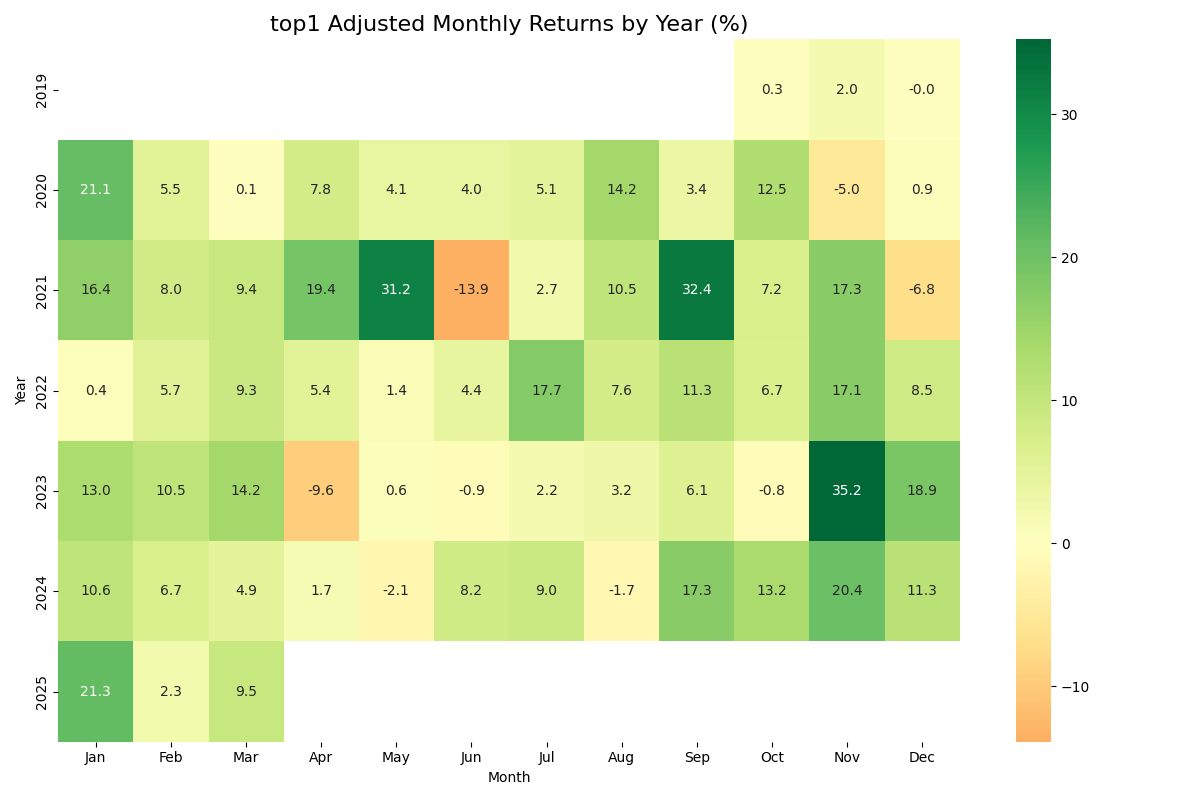 top1 Adjusted Monthly Returns by Year (%)
2019 0.3 2.0 -0.0
2020 21.1 5.5 0.1 7.8 4.1 4.0 5.1 14.2 3.4 12.5 -5.0 0.9
2021 16.4 8.0 9.4 19.4 31.2 -13.9 2.7 10.5 32.4 7.2 17.3 -6.8
2022 0.4 5.7 9.3 5.4 1.4 4.4 17.7 7.6 11.3 6.7 17.1 8.5
2023 13.0 10.5 14.2 -9.6 0.6 -0.9 2.2 3.2 6.1 -0.8 35.2 18.9
2024 10.6 6.7 4.9 1.7 -2.1 8.2 9.0 -1.7 17.3 13.2 20.4 11.3
2025 21.3 2.3 9.5
Year
Jan Feb Mar Apr May Jun Jul Aug Sep Oct Nov Dec
Month
30
20
10
0
−10